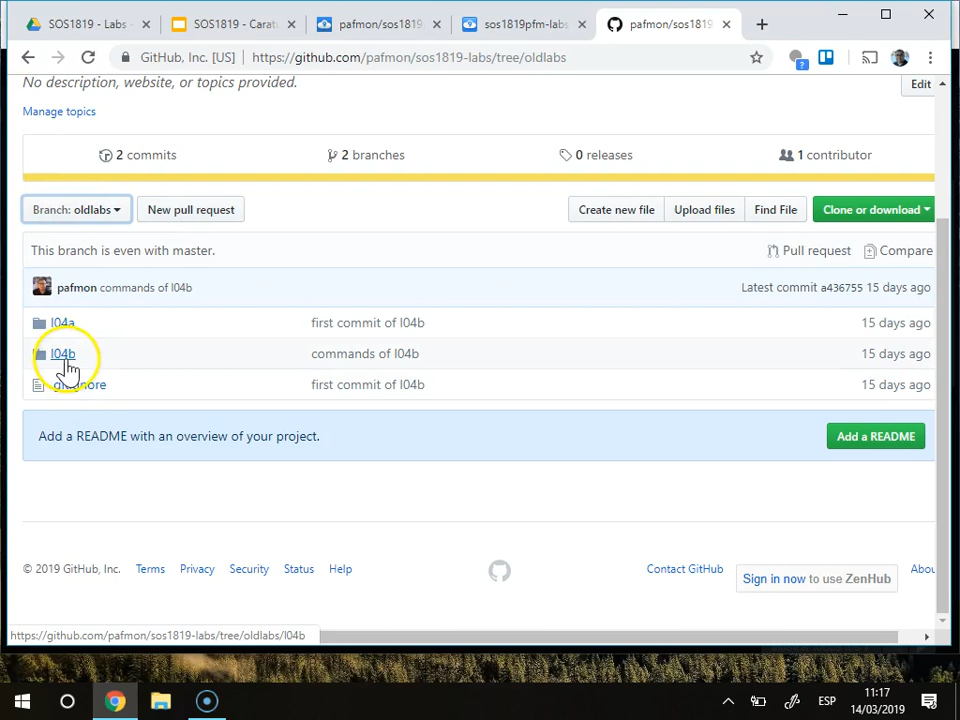 SOS1819 - Labs
SOS1819 - Carat
pafmon/sos1819
sos1819pfm-labs
pafmon/sos1819
GitHub, Inc. [US]
https://github.com/pafmon/sos1819-labs/tree/oldlabs
No description, website, or topics provided.
Edit
Manage topics
2 commits
2 branches
0 releases
1 contributor
Branch: oldlabs
New pull request
Create new file
Upload files
Find File
Clone or download
This branch is even with master.
Pull request
Compare
pafmon commands of l04b
Latest commit a436755 15 days ago
l04a
first commit of l04b
15 days ago
l04b
commands of l04b
15 days ago
.gitignore
first commit of l04b
15 days ago
Add a README with an overview of your project.
Add a README
© 2019 GitHub, Inc.
Terms
Privacy
Security
Status
Help
Contact GitHub
Abou
Sign in now to use ZenHub
https://github.com/pafmon/sos1819-labs/tree/oldlabs/l04b
ESP
11:17
14/03/2019